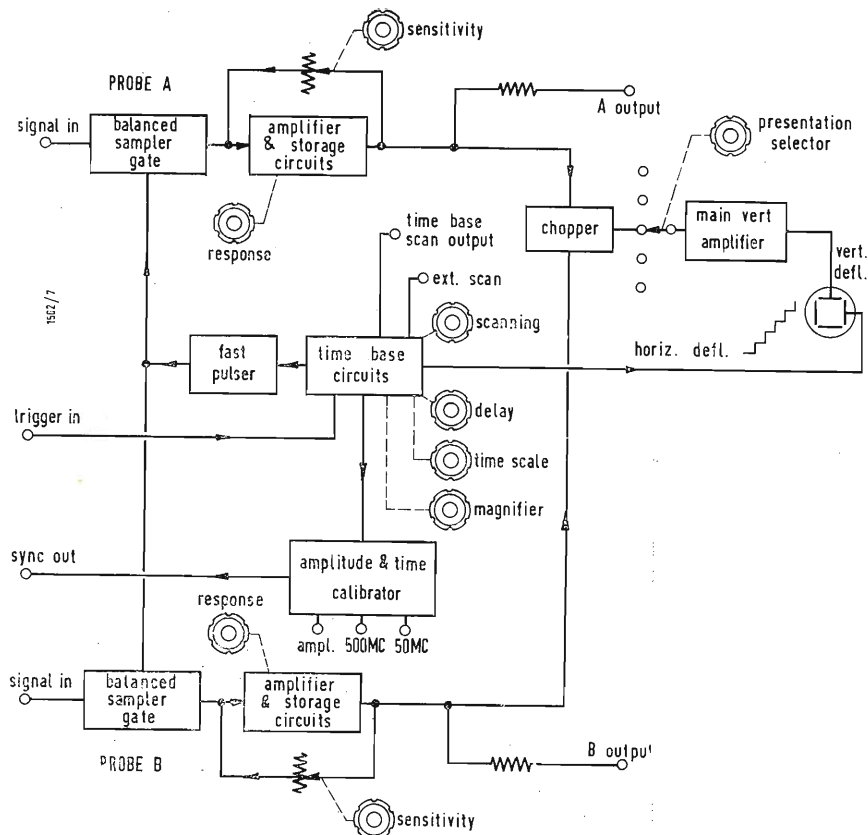 sensitivity
PROBE A
signal in
balanced
sampler
gate
amplifier
& storage
circuits
A output
presentation
selector
response
time base
scan output
chopper
main vert
amplifier
vert.
defl.
ext. scan
1502/7
scanning
fast
pulser
time base
circuits
horiz. defl.
trigger in
delay
time scale
magnifier
sync out
amplitude & time
calibrator
response
ampl. 500MC 50MC
signal in
balanced
sampler
gate
amplifier
& storage
circuits
PROBE B
B output
sensitivity